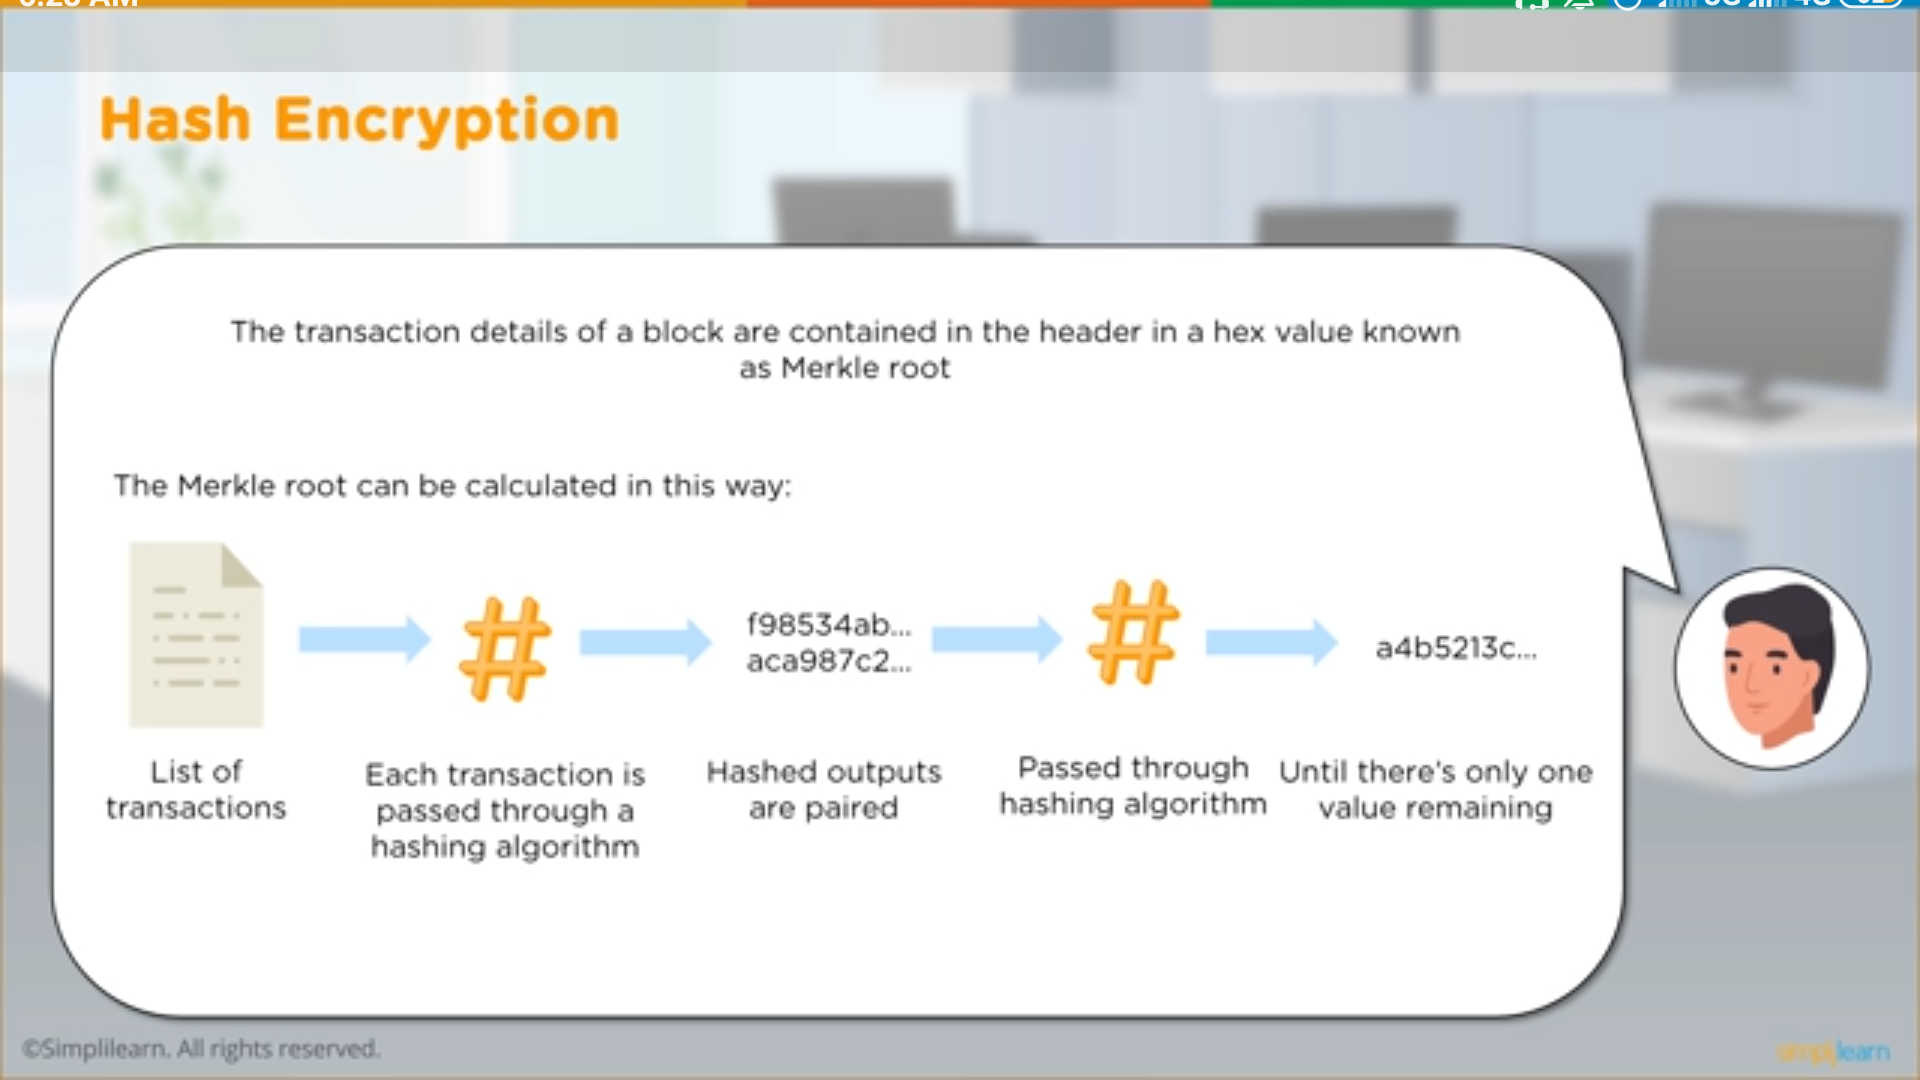 Hash Encryption
The transaction details of a block are contained in the header in a hex value known
as Merkle root
The Merkle root can be calculated in this way:
#
f98534ab...
aca987c2...
#
a4b5213c...
List of
transactions
Each transaction is
passed through a
hashing algorithm
Hashed outputs
are paired
Passed through
hashing algorithm
Until there's only one
value remaining
©Simplilearn. All rights reserved.
simplilearn